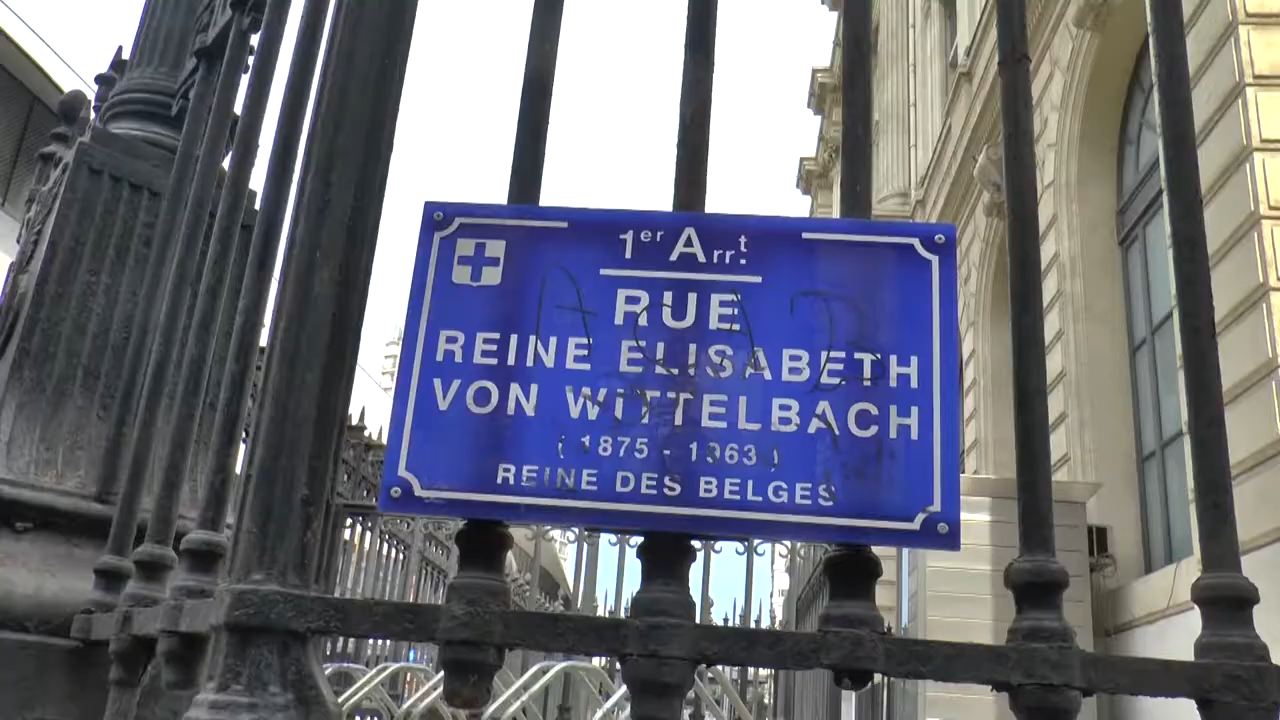 1er Arrt.
RUE
REINE ELISABETH
VON WITTELBACH
(1875 - 1963)
REINE DES BELGES